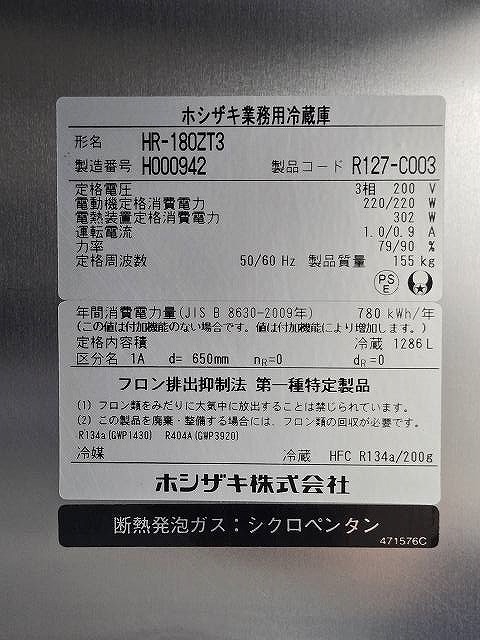 ホシザキ業務用冷蔵庫
形名 HR-180ZT3
製造番号 H000942 製品コード R127-C003
定格電圧 3相 200 V
電動機定格消費電力 220/220 W
電熱装置定格消費電力 302 W
運転電流 1.0/0.9 A
力率 79/90 %
定格周波数 50/60 Hz 製品質量 155 kg
PS E
年間消費電力量(JIS B 8630-2009年) 780 kWh/年
(この値は付加機能のない場合です。値は付加機能により増加します。)
定格内容積 冷蔵 1286 L
区分名 1A d= 650mm nR=0 dR=0
フロン排出抑制法 第一種特定製品
(1) フロン類をみだりに大気中に放出することは禁じられています。
(2) この製品を廃棄・整備する場合には、フロン類の回収が必要です。
R134a(GWP1430) R404A(GWP3920)
冷媒 冷蔵 HFC R134a/200g
ホシザキ株式会社
断熱発泡ガス：シクロペンタン
471576C